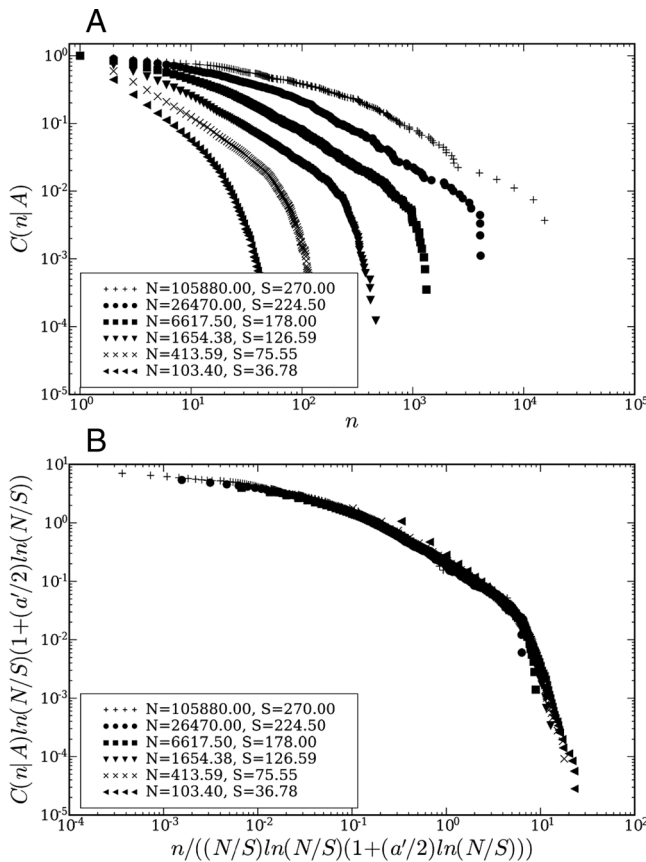 A
C(n|A)
10^0
10^-1
10^-2
10^-3
10^-4
10^-5
N=105880.00, S=270.00
N=26470.00, S=224.50
N=6617.50, S=178.00
N=1654.38, S=126.59
N=413.59, S=75.55
N=103.40, S=36.78
10^0 10^1 10^2 10^3 10^4 10^5
n
B
C(n|A)ln(N/S)(1+(a'/2)ln(N/S))
10^1
10^0
10^-1
10^-2
10^-3
10^-4
10^-5
N=105880.00, S=270.00
N=26470.00, S=224.50
N=6617.50, S=178.00
N=1654.38, S=126.59
N=413.59, S=75.55
N=103.40, S=36.78
10^-4 10^-3 10^-2 10^-1 10^0 10^1 10^2
n/((N/S)ln(N/S)(1+(a'/2)ln(N/S)))